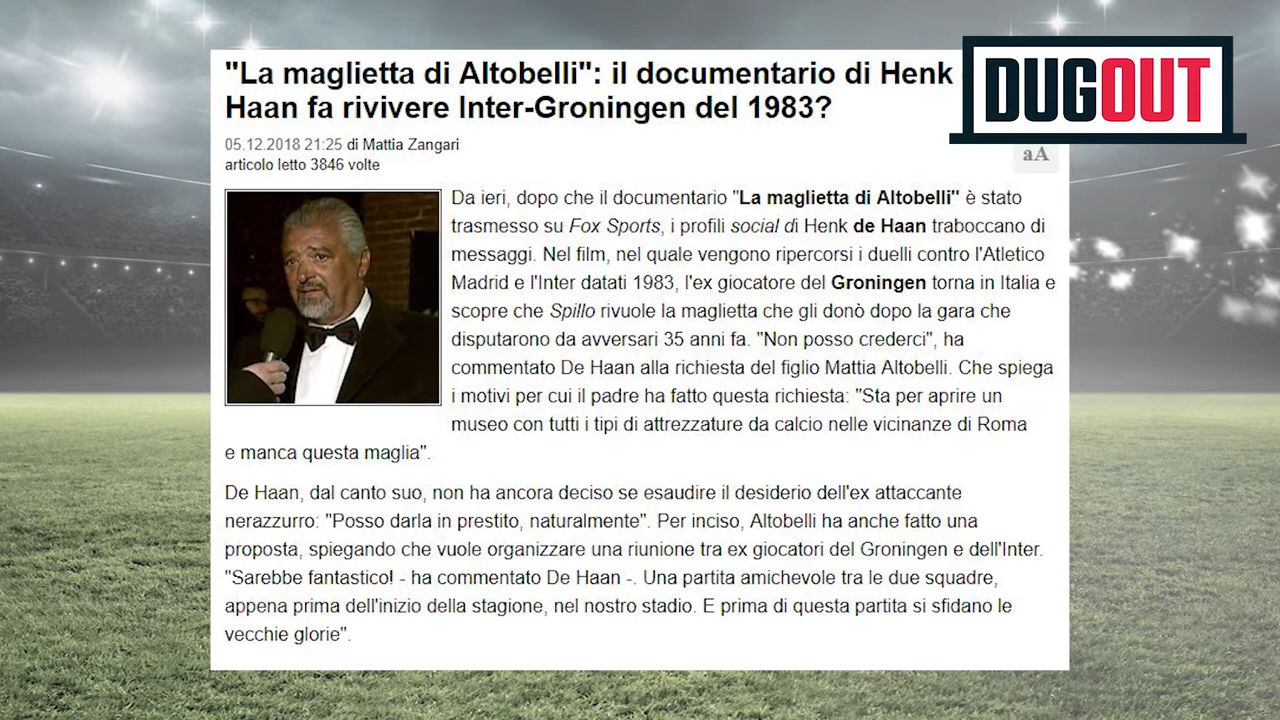 "La maglietta di Altobelli": il documentario di Henk
Haan fa rivivere Inter-Groningen del 1983?
DUGOUT
05.12.2018 21:25 di Mattia Zangari
articolo letto 3846 volte
aA
Da ieri, dopo che il documentario "La maglietta di Altobelli" è stato
trasmesso su Fox Sports, i profili social di Henk de Haan traboccano di
messaggi. Nel film, nel quale vengono ripercorsi i duelli contro l'Atletico
Madrid e l'Inter datati 1983, l'ex giocatore del Groningen torna in Italia e
scopre che Spillo rivuole la maglietta che gli donò dopo la gara che
disputarono da avversari 35 anni fa. "Non posso crederci", ha
commentato De Haan alla richiesta del figlio Mattia Altobelli. Che spiega
i motivi per cui il padre ha fatto questa richiesta: "Sta per aprire un
museo con tutti i tipi di attrezzature da calcio nelle vicinanze di Roma
e manca questa maglia".
De Haan, dal canto suo, non ha ancora deciso se esaudire il desiderio dell'ex attaccante
nerazzurro: "Posso darla in prestito, naturalmente". Per inciso, Altobelli ha anche fatto una
proposta, spiegando che vuole organizzare una riunione tra ex giocatori del Groningen e dell'Inter.
"Sarebbe fantastico! - ha commentato De Haan -. Una partita amichevole tra le due squadre,
appena prima dell'inizio della stagione, nel nostro stadio. E prima di questa partita si sfidano le
vecchie glorie".